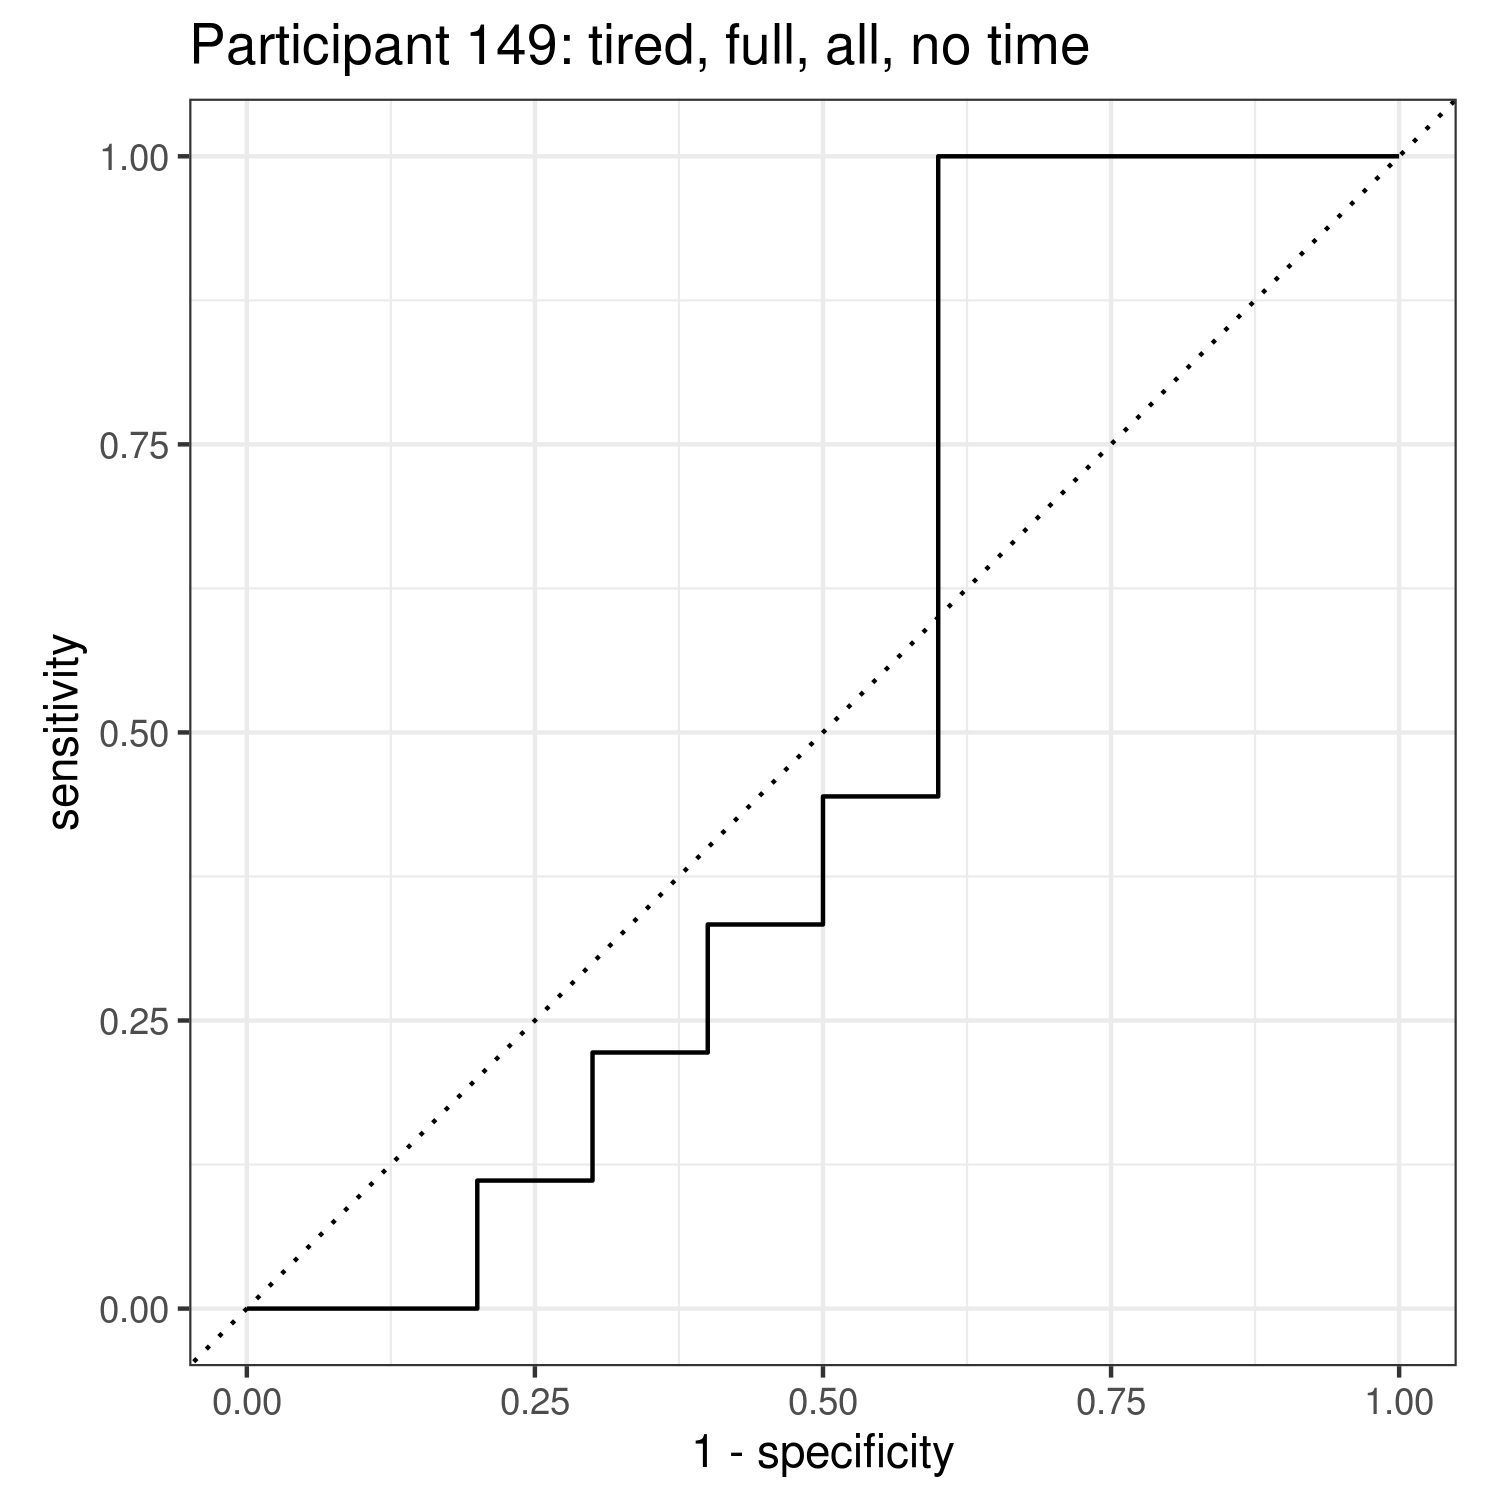 Participant 149: tired, full, all, no time
1.00
0.75
0.50
0.25
0.00
sensitivity
0.00 0.25 0.50 0.75 1.00
1 - specificity